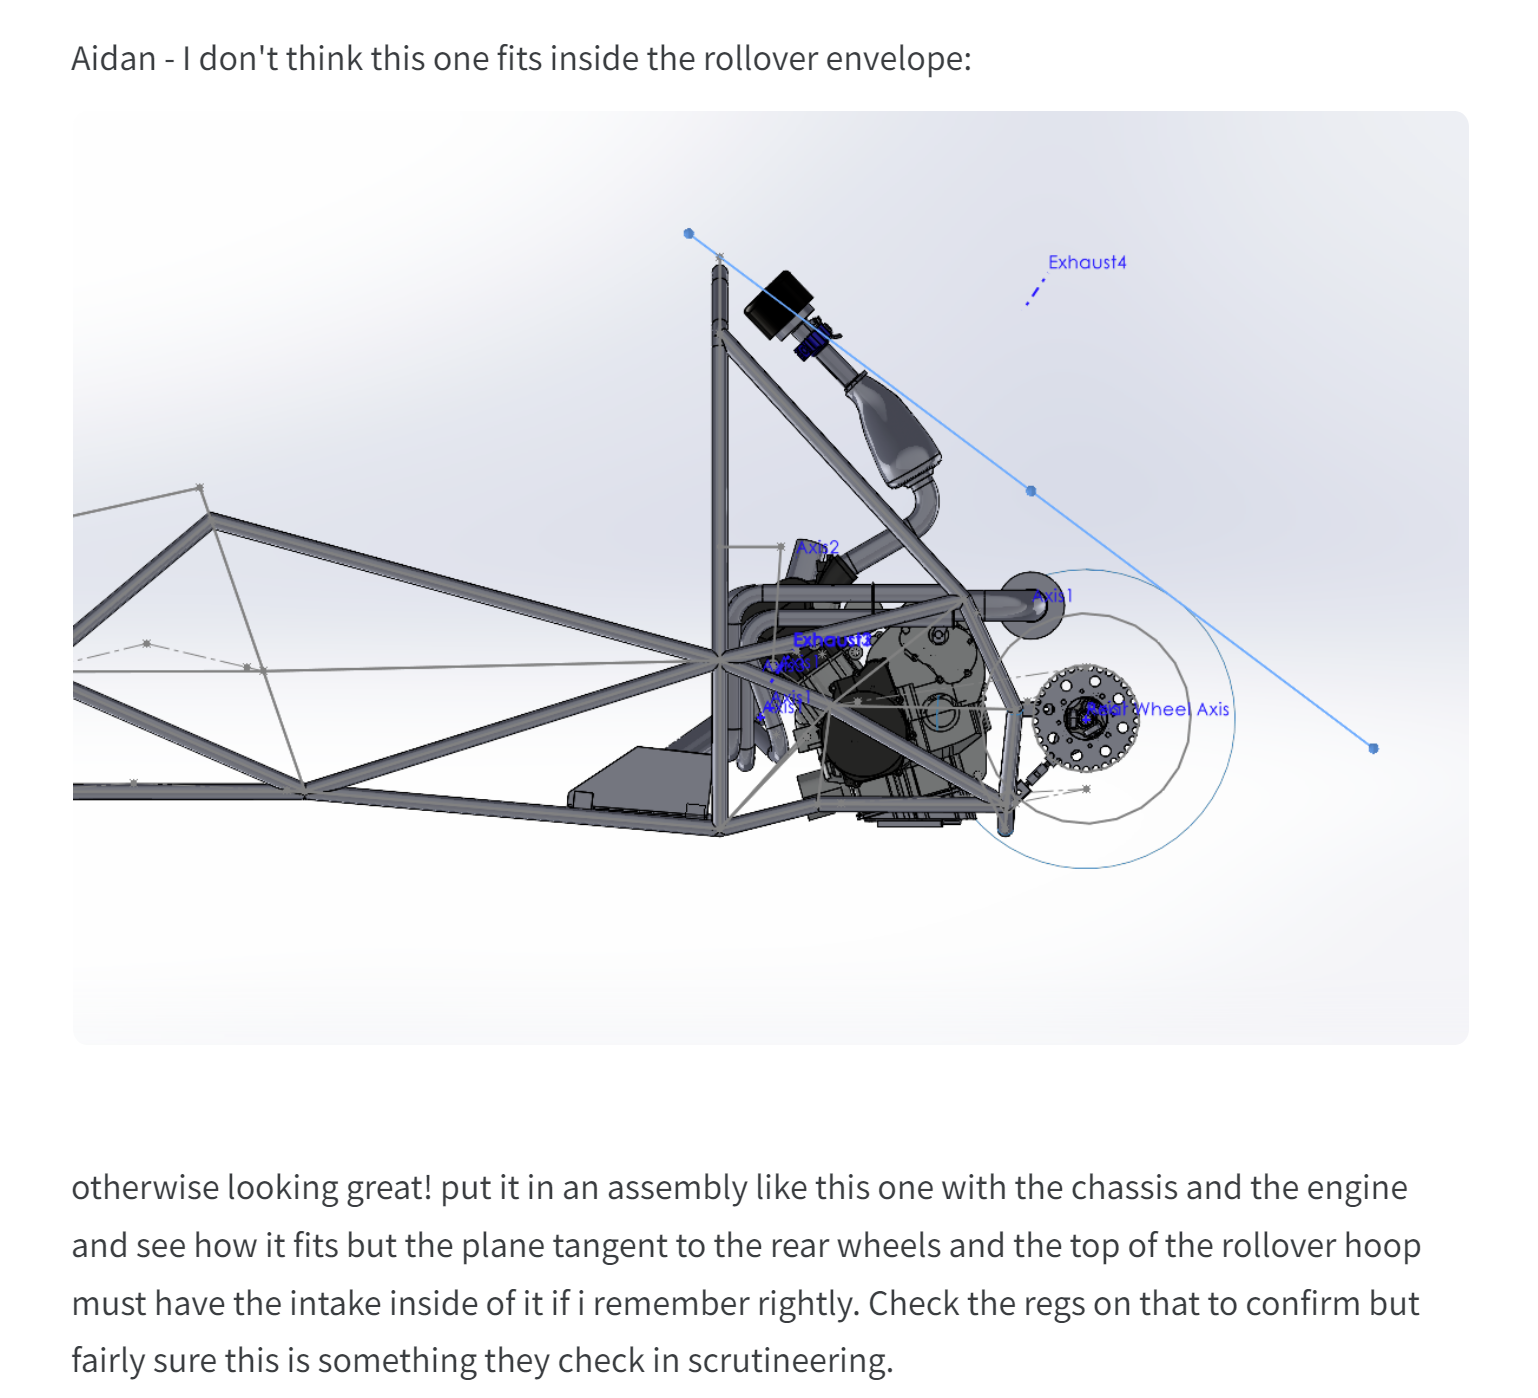 Aidan - I don't think this one fits inside the rollover envelope:
Exhaust4
Axis2
Axis1
Axis1
Axis1
Wheel Axis
otherwise looking great! put it in an assembly like this one with the chassis and the engine
and see how it fits but the plane tangent to the rear wheels and the top of the rollover hoop
must have the intake inside of it if i remember rightly. Check the regs on that to confirm but
fairly sure this is something they check in scrutineering.